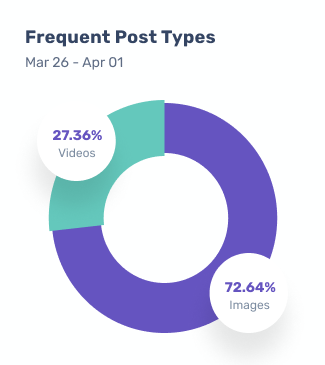 Frequent Post Types
Mar 26 - Apr 01
27.36%
Videos
72.64%
Images